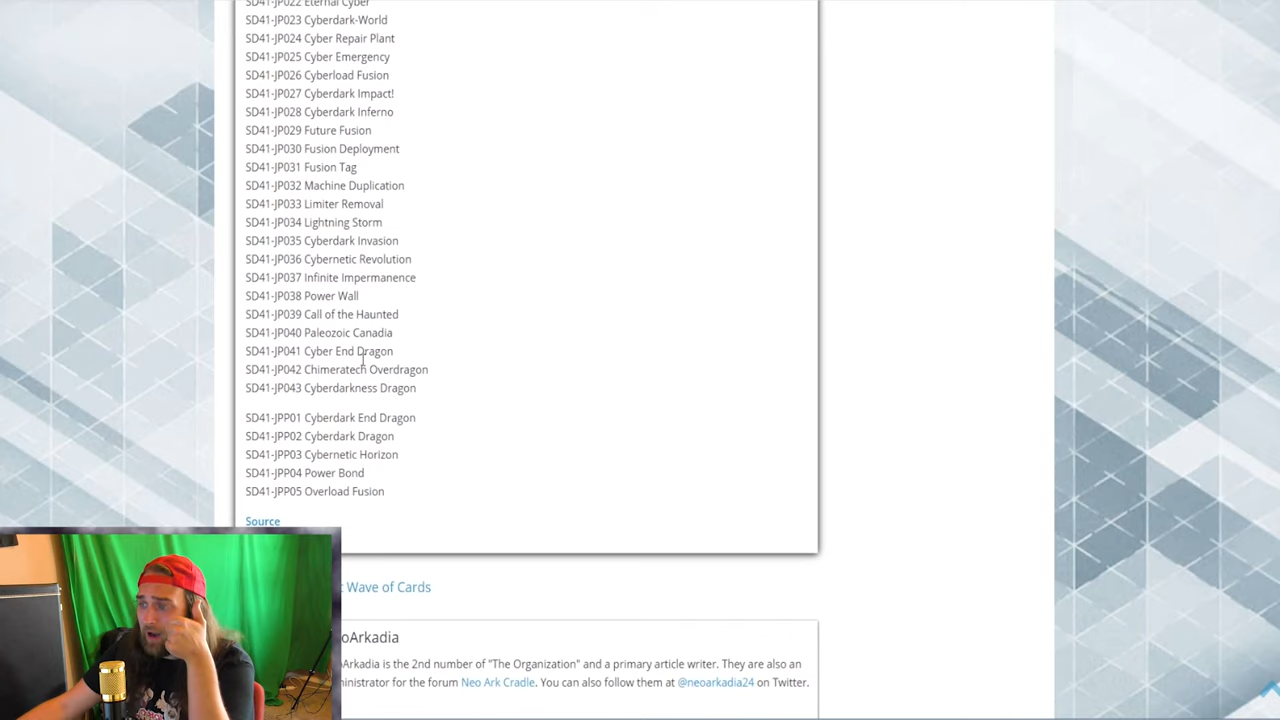 SD41-JP022 Eternal Cyber
SD41-JP023 Cyberdark-World
SD41-JP024 Cyber Repair Plant
SD41-JP025 Cyber Emergency
SD41-JP026 Cyberload Fusion
SD41-JP027 Cyberdark Impact!
SD41-JP028 Cyberdark Inferno
SD41-JP029 Future Fusion
SD41-JP030 Fusion Deployment
SD41-JP031 Fusion Tag
SD41-JP032 Machine Duplication
SD41-JP033 Limiter Removal
SD41-JP034 Lightning Storm
SD41-JP035 Cyberdark Invasion
SD41-JP036 Cybernetic Revolution
SD41-JP037 Infinite Impermanence
SD41-JP038 Power Wall
SD41-JP039 Call of the Haunted
SD41-JP040 Paleozoic Canadia
SD41-JP041 Cyber End Dragon
SD41-JP042 Chimeratech Overdragon
SD41-JP043 Cyberdarkness Dragon
SD41-JPP01 Cyberdark End Dragon
SD41-JPP02 Cyberdark Dragon
SD41-JPP03 Cybernetic Horizon
SD41-JPP04 Power Bond
SD41-JPP05 Overload Fusion
Source
Wave of Cards
oArkadia
Arkadia is the 2nd number of "The Organization" and a primary article writer. They are also an
ministrator for the forum Neo Ark Cradle. You can also follow them at @neoarkadia24 on Twitter.